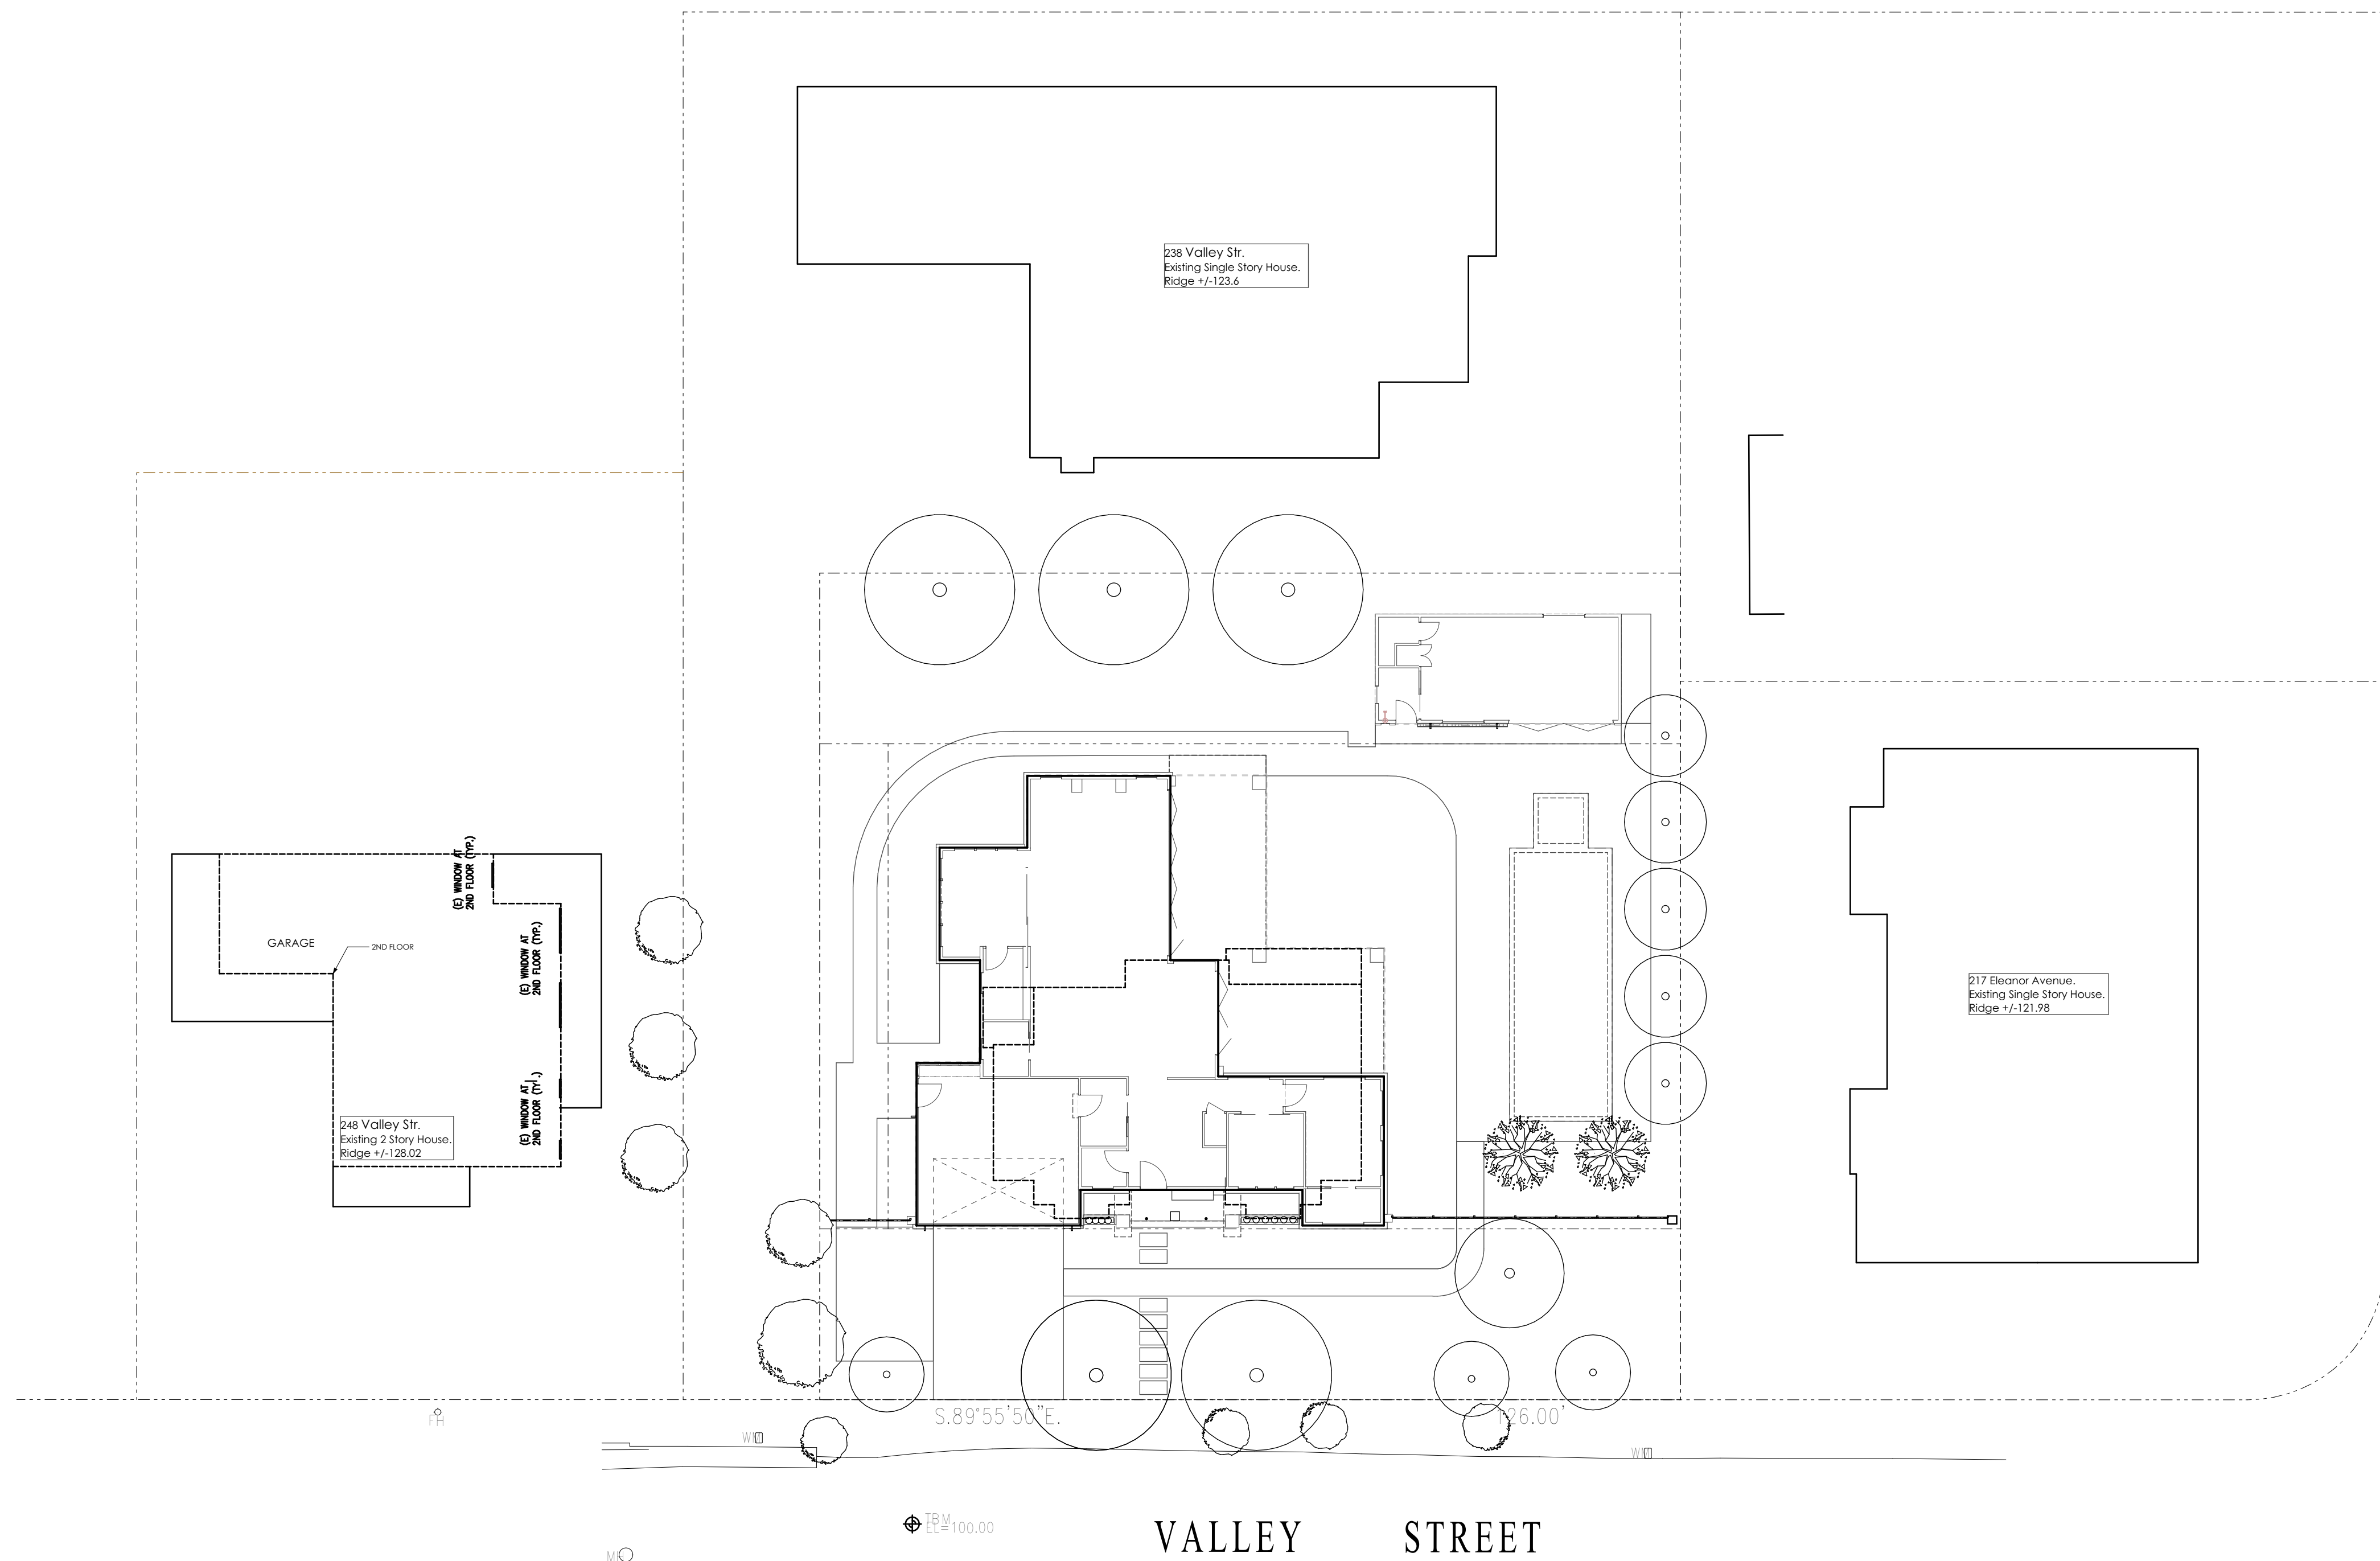 238 Valley Str.
Existing Single Story House.
Ridge +/-123.6
(E) WINDOW AT
2ND FLOOR (TYP.)
GARAGE
2ND FLOOR
(E) WINDOW AT
2ND FLOOR (TYP.)
217 Eleanor Avenue.
Existing Single Story House.
Ridge +/-121.98
(E) WINDOW AT
2ND FLOOR (TYP.)
248 Valley Str.
Existing 2 Story House.
Ridge +/-128.02
FH
S.89°55'50"E.
126.00'
WM
WM
TBM
EL=100.00
VALLEY STREET
MH